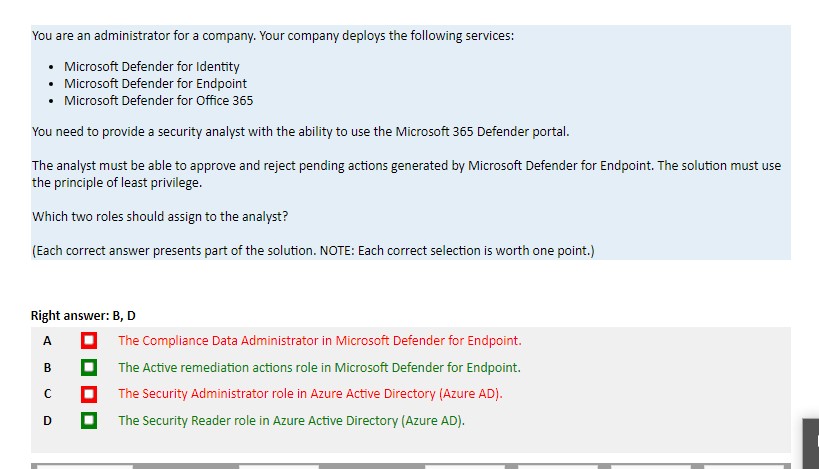 You are an administrator for a company. Your company deploys the following services:
• Microsoft Defender for Identity
• Microsoft Defender for Endpoint
• Microsoft Defender for Office 365
You need to provide a security analyst with the ability to use the Microsoft 365 Defender portal.
The analyst must be able to approve and reject pending actions generated by Microsoft Defender for Endpoint. The solution must use
the principle of least privilege.
Which two roles should assign to the analyst?
(Each correct answer presents part of the solution. NOTE: Each correct selection is worth one point.)
Right answer: B, D
A The Compliance Data Administrator in Microsoft Defender for Endpoint.
B The Active remediation actions role in Microsoft Defender for Endpoint.
C The Security Administrator role in Azure Active Directory (Azure AD).
D The Security Reader role in Azure Active Directory (Azure AD).